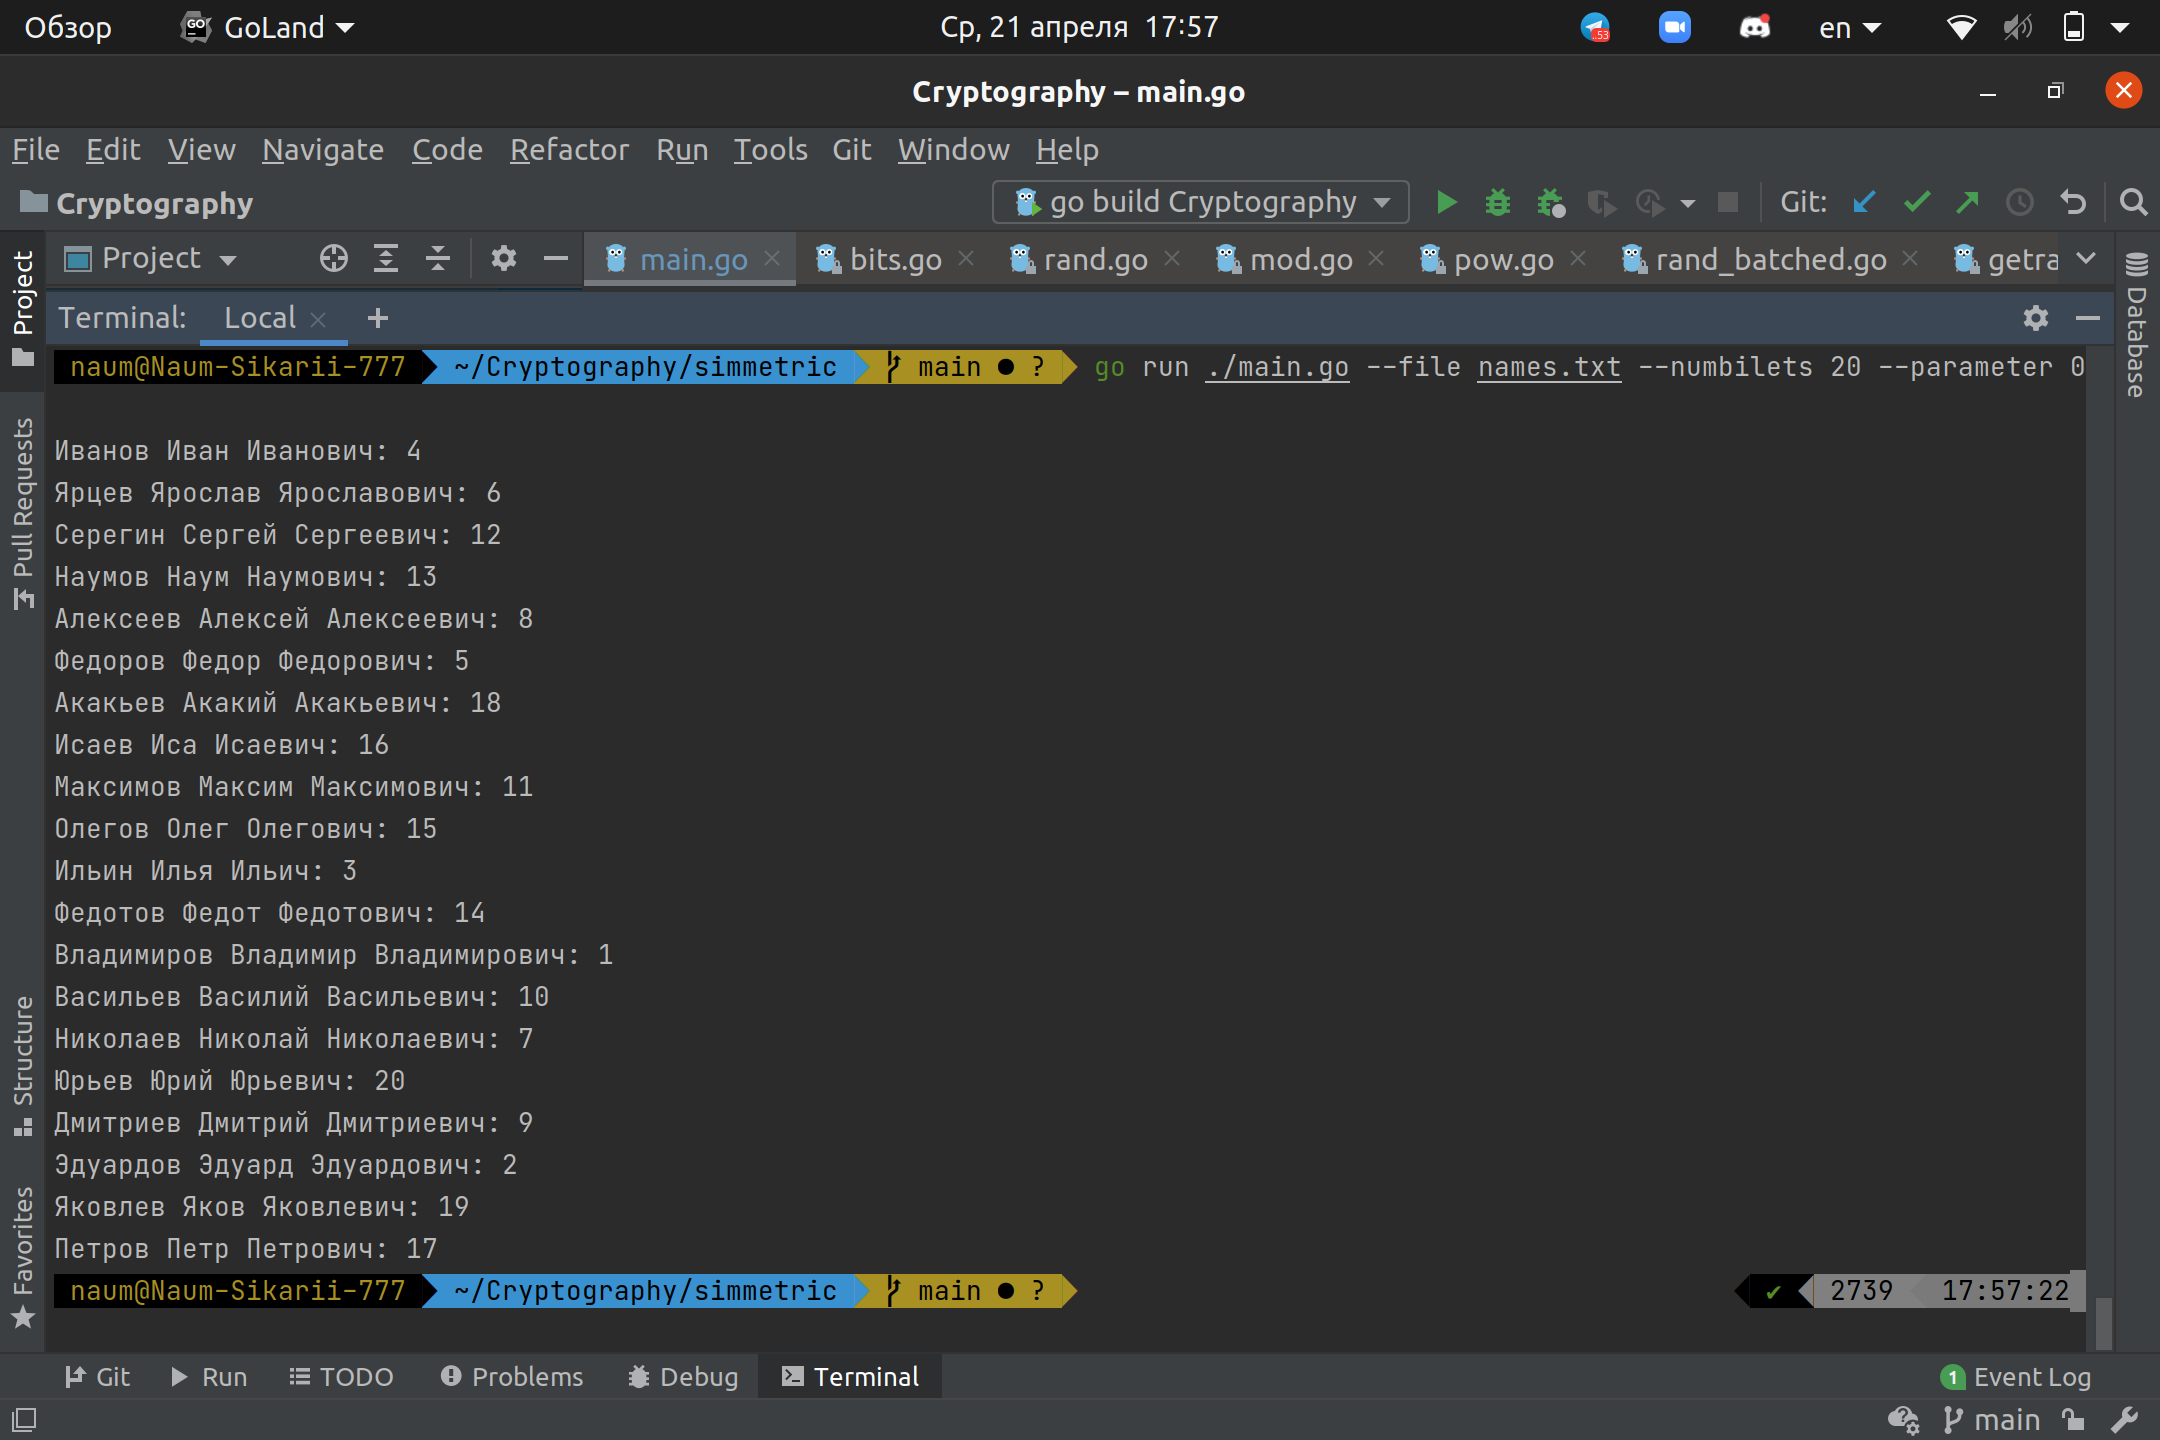 Обзор GoLand Ср, 21 апреля 17:57 53 en
Cryptography – main.go
File Edit View Navigate Code Refactor Run Tools Git Window Help
Cryptography go build Cryptography Git:
Project main.go bits.go rand.go mod.go pow.go rand_batched.go getra
Terminal: Local
naum@Naum-Sikarii-777 ~/Cryptography/simmetric main ● ? go run ./main.go --file names.txt --numbilets 20 --parameter 0
Иванов Иван Иванович: 4
Ярцев Ярослав Ярославович: 6
Серегин Сергей Сергеевич: 12
Наумов Наум Наумович: 13
Алексеев Алексей Алексеевич: 8
Федоров Федор Федорович: 5
Акакьев Акакий Акакьевич: 18
Исаев Иса Исаевич: 16
Максимов Максим Максимович: 11
Олегов Олег Олегович: 15
Ильин Илья Ильич: 3
Федотов Федот Федотович: 14
Владимиров Владимир Владимирович: 1
Васильев Василий Васильевич: 10
Николаев Николай Николаевич: 7
Юрьев Юрий Юрьевич: 20
Дмитриев Дмитрий Дмитриевич: 9
Эдуардов Эдуард Эдуардович: 2
Яковлев Яков Яковлевич: 19
Петров Петр Петрович: 17
naum@Naum-Sikarii-777 ~/Cryptography/simmetric main ● ? ✔ 2739 17:57:22
Project
Pull Requests
Structure
Favorites
Database
Git Run TODO Problems Debug Terminal 1 Event Log
main